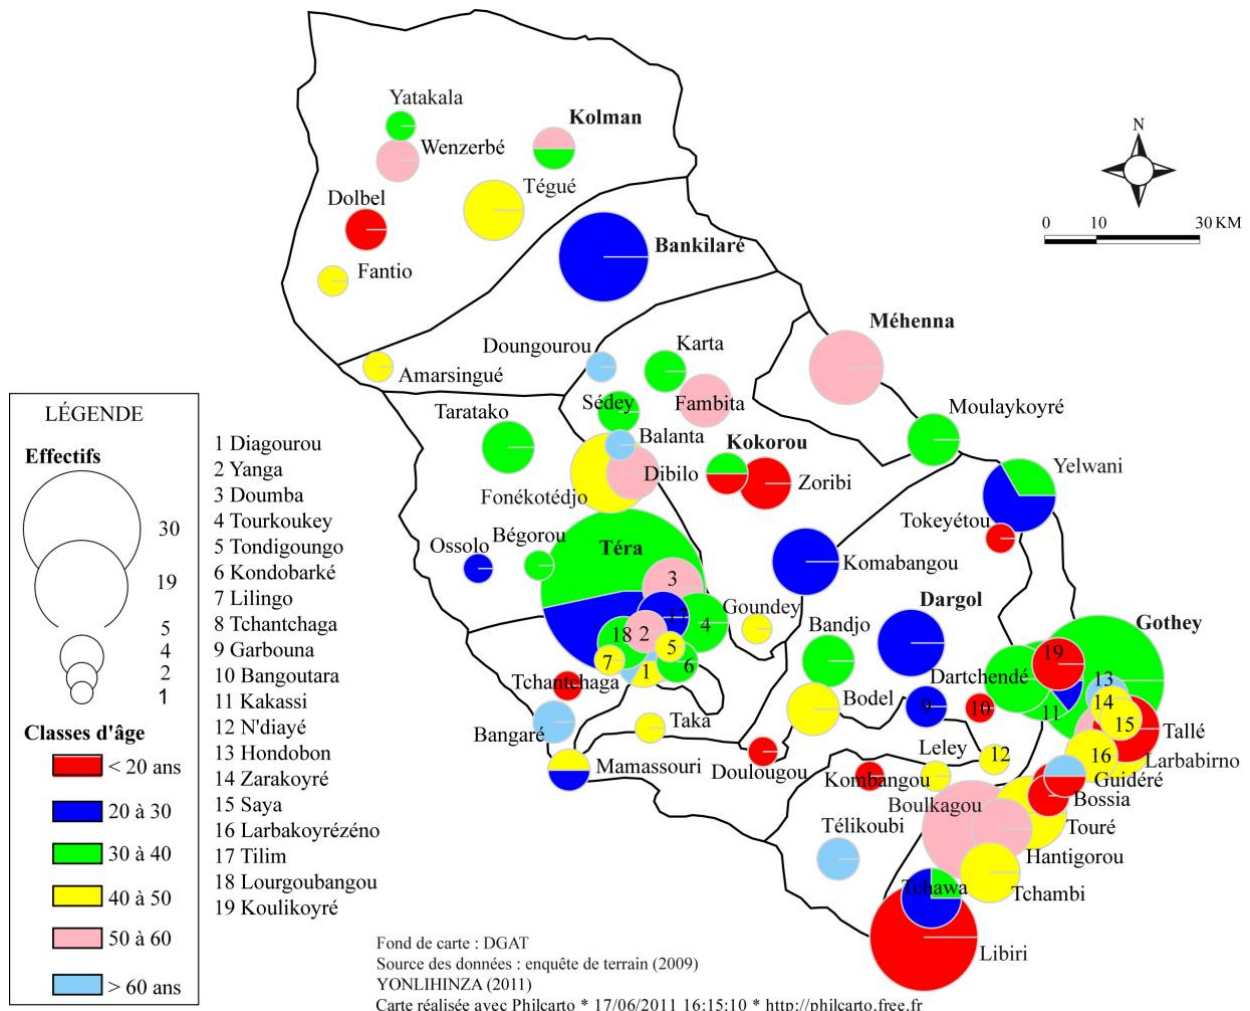 Yatakala
Kolman
Wenzerbé
Tégué
Dolbel
Fantio
Bankilaré
N
0 10 30 KM
Méhenna
Doungourou
Karta
Amarsingué
Sédey
Fambita
Taratako
Balanta
Kokorou
Moulaykoyré
Fonékotédjo
Dibilo
Zoribi
Yelwani
Tokeyétou
Ossolo
Bégorou
Téra
Komabangou
3
17
4
Goundey
18
2
5
7
1
6
Bandjo
Dargol
Gothey
19
Dartchendé
13
Tchantchaga
Bodel
9
10
11
14
15
Tallé
Bangaré
Taka
Leley
12
16
Larbabirno
Mamassouri
Doulougou
Kombangou
Guidéré
Bossia
Boulkagou
Touré
Télikoubi
Hantigorou
Tchawa
Tchambi
Libiri
LÉGENDE
Effectifs
30
19
5
4
2
1
Classes d'âge
< 20 ans
20 à 30
30 à 40
40 à 50
50 à 60
> 60 ans
1 Diagourou
2 Yanga
3 Doumba
4 Tourkoukey
5 Tondigoungo
6 Kondobarké
7 Lilingo
8 Tchantchaga
9 Garbouna
10 Bangoutara
11 Kakassi
12 N'diayé
13 Hondobon
14 Zarakoyré
15 Saya
16 Larbakoyrézéno
17 Tilim
18 Lourgoubangou
19 Koulikoyré
Fond de carte : DGAT
Source des données : enquête de terrain (2009)
YONLIHINZA (2011)
Carte réalisée avec Philcarto * 17/06/2011 16:15:10 * http://philcarto.free.fr